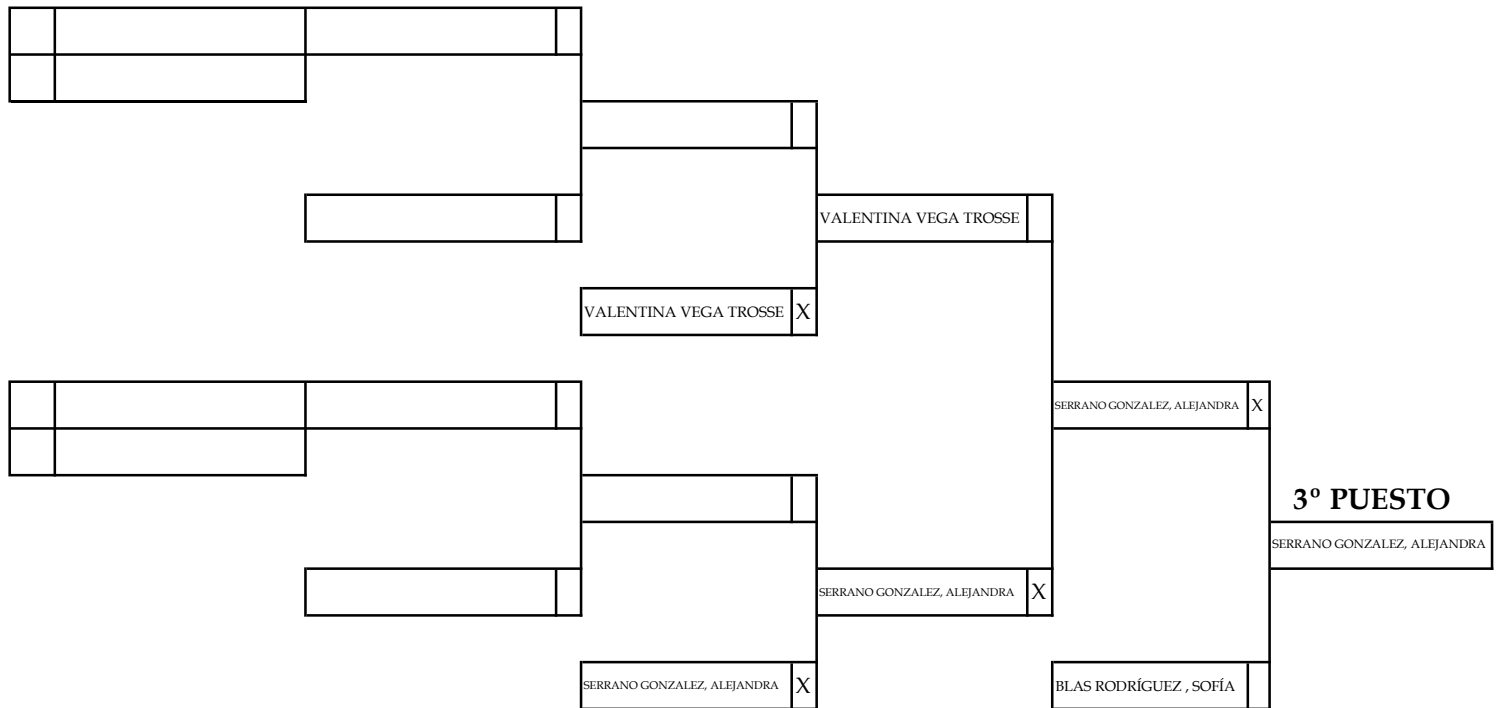 VALENTINA VEGA TROSSE
VALENTINA VEGA TROSSE X
SERRANO GONZALEZ, ALEJANDRA X
3º PUESTO
SERRANO GONZALEZ, ALEJANDRA
SERRANO GONZALEZ, ALEJANDRA X
SERRANO GONZALEZ, ALEJANDRA X
BLAS RODRÍGUEZ , SOFÍA